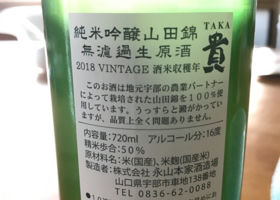 純米吟醸山田錦
無濾過生原酒
TAKA
貴
2018 VINTAGE 酒米収穫年
このお酒は地元宇部の農業パートナー
によって栽培された山田錦を100%使
用しています。うっすらと濁がかってい
ますが、品質上全く問題ありません。
内容量:720ml アルコール分:16度
精米歩合:50%
原材料名:米(国産)、米麹(国産米)
製造者:株式会社 永山本家酒造場
山口県宇部市車地138番地
TEL 0836-62-0088